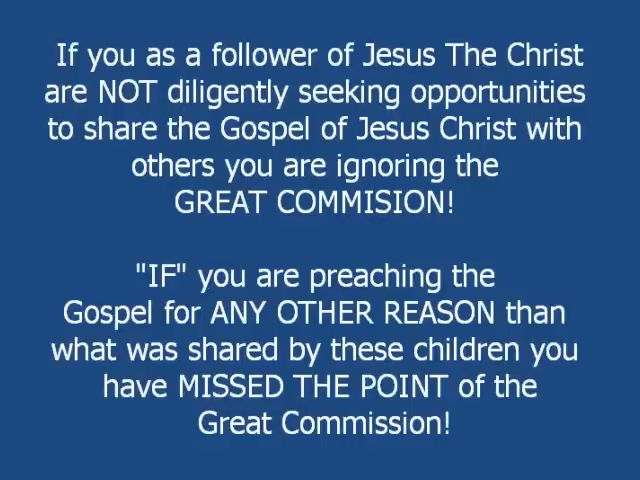 If you as a follower of Jesus The Christ
are NOT diligently seeking opportunities
to share the Gospel of Jesus Christ with
others you are ignoring the
GREAT COMMISION!
"IF" you are preaching the
Gospel for ANY OTHER REASON than
what was shared by these children you
have MISSED THE POINT of the
Great Commission!